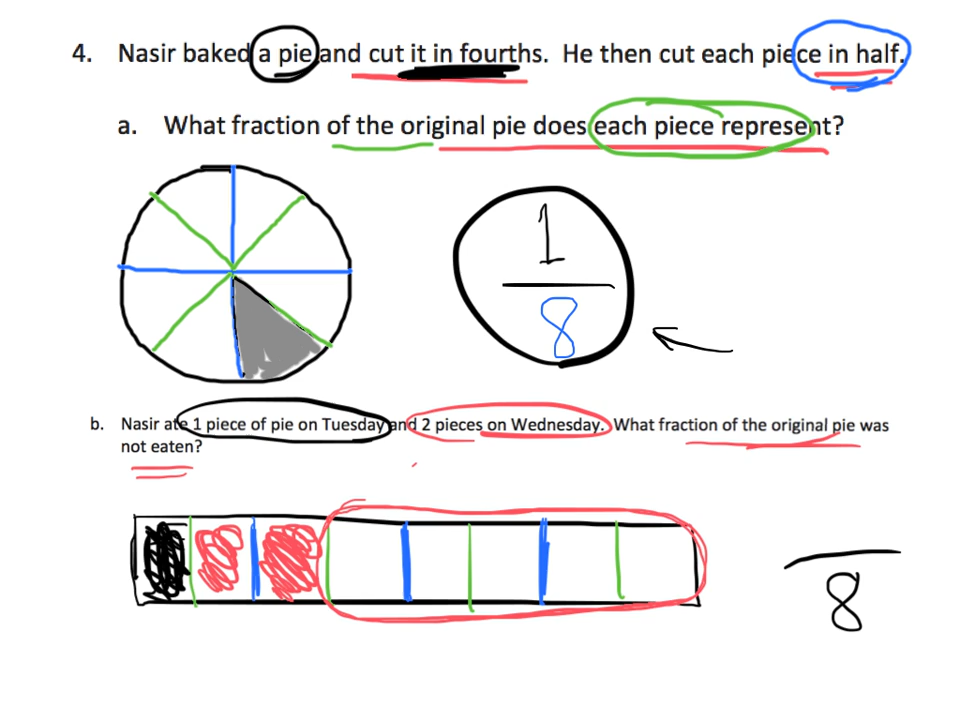 4. Nasir baked a pie and cut it in fourths. He then cut each piece in half.
a. What fraction of the original pie does each piece represent?
1
8
b. Nasir ate 1 piece of pie on Tuesday and 2 pieces on Wednesday. What fraction of the original pie was
not eaten?
8